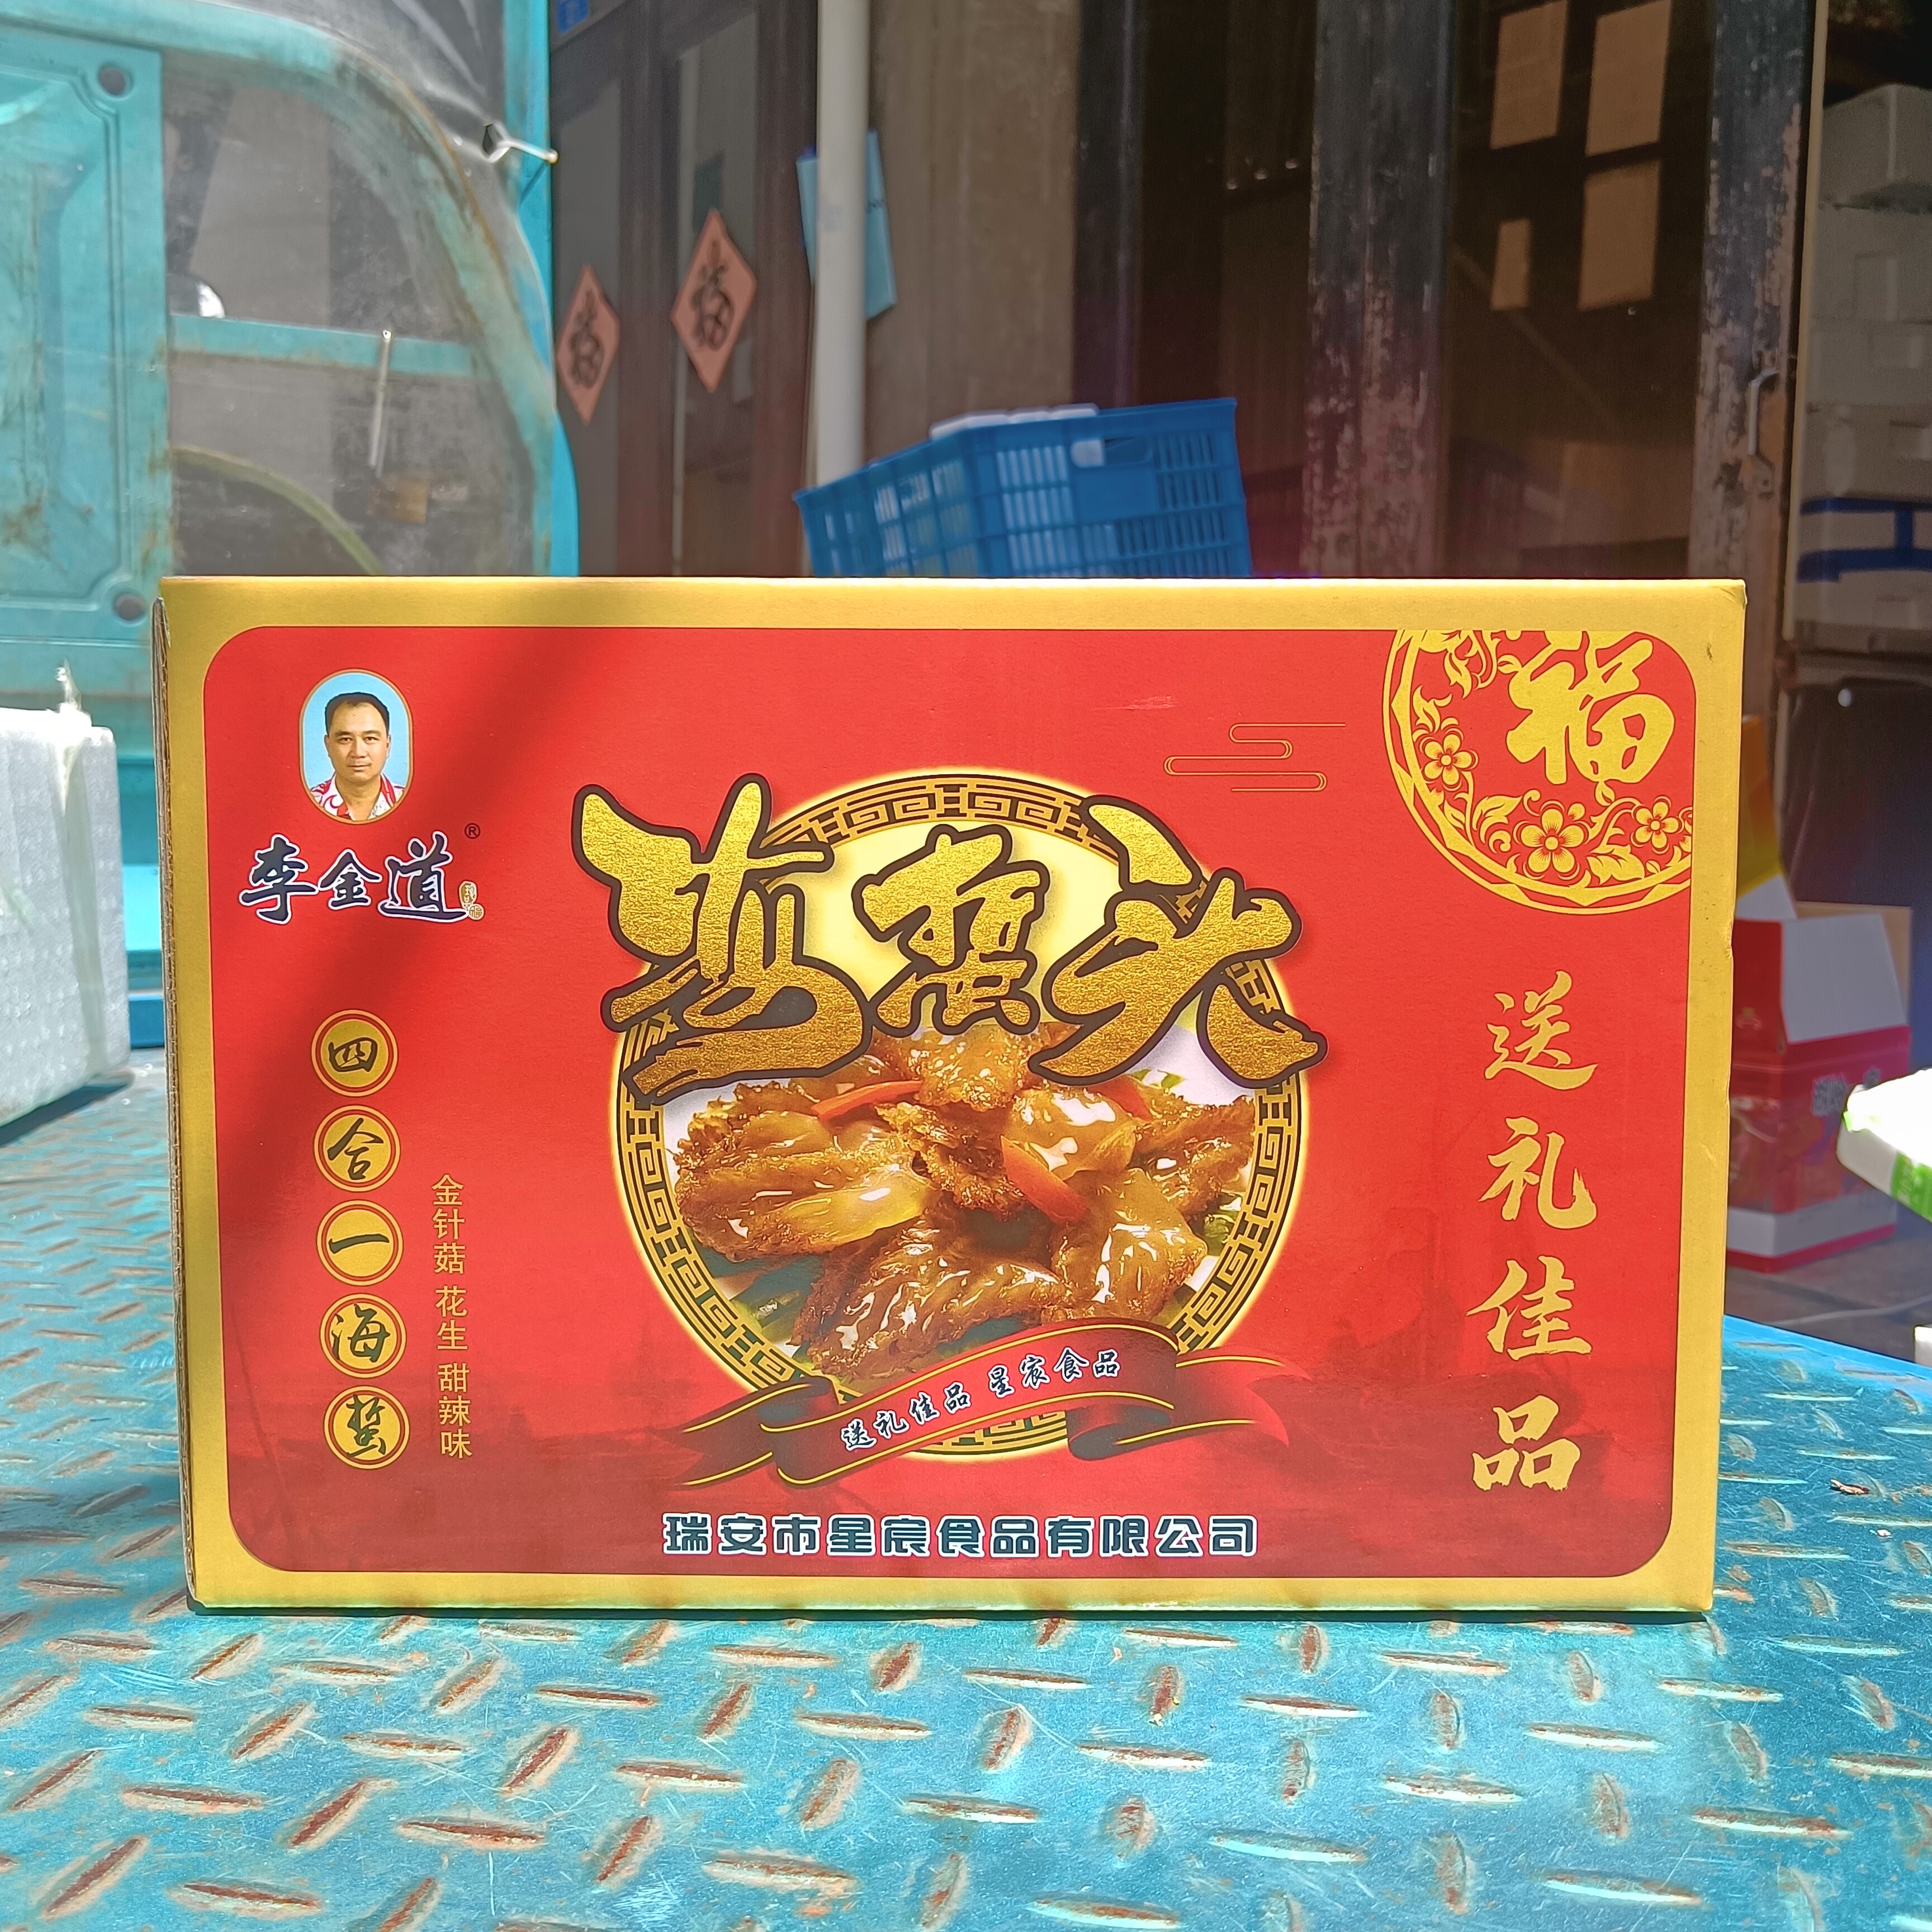 福
福
福
李金道®
海蜇头
四合一海蜇
金针菇 花生 甜辣味
送礼佳品
送礼佳品 星宸食品
瑞安市星宸食品有限公司